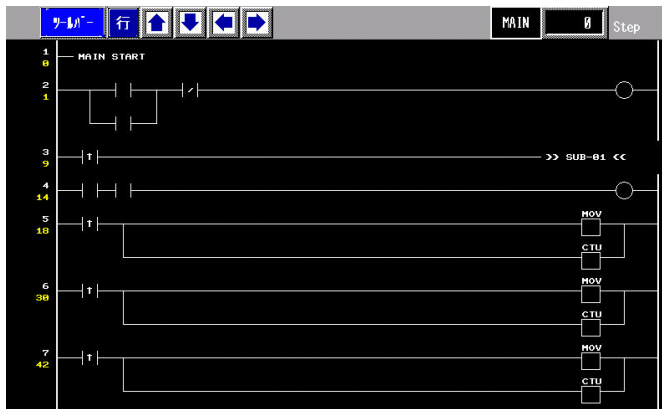 ツールバー 行 MAIN 0 Step
1
0 MAIN START
2
1
3
9 >> SUB-01 <<
4
14
5 MOV
18
CTU
6 MOV
30
CTU
7 MOV
42
CTU